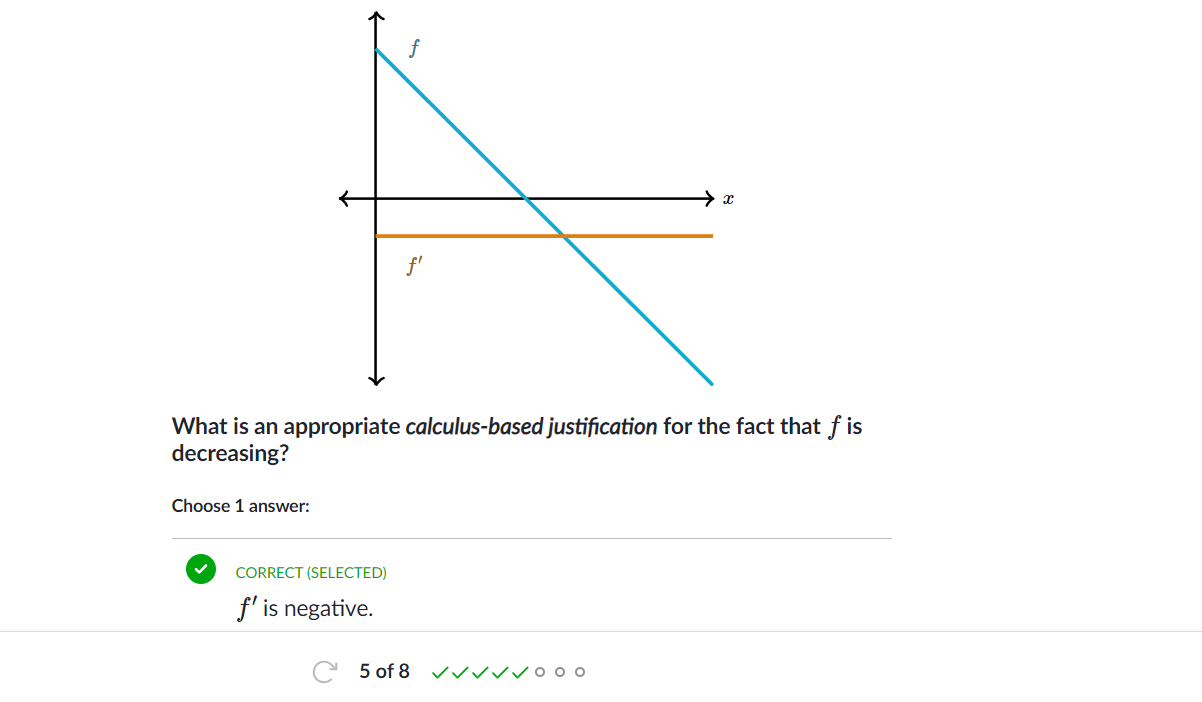 f
x
f′
What is an appropriate calculus-based justification for the fact that f is
decreasing?
Choose 1 answer:
CORRECT (SELECTED)
f′ is negative.
5 of 8